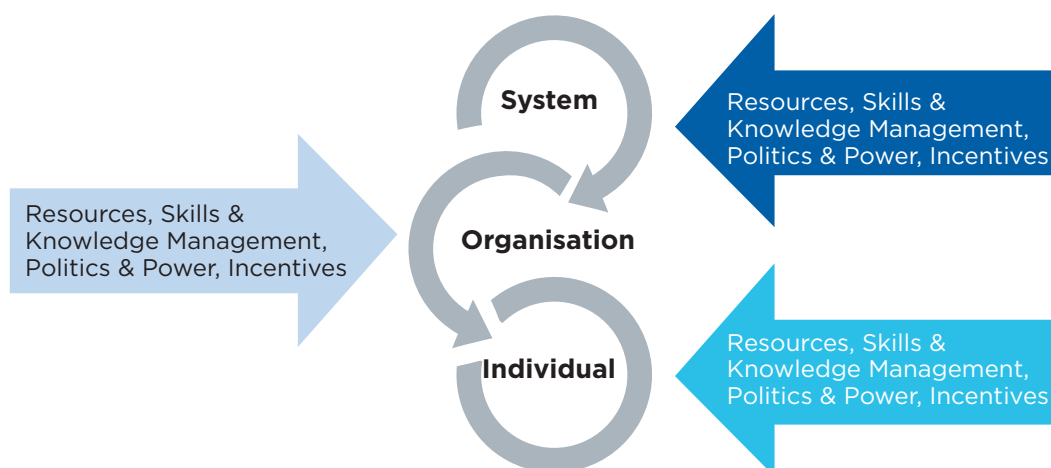 System
Resources, Skills &
Knowledge Management,
Politics & Power, Incentives
Resources, Skills &
Knowledge Management,
Politics & Power, Incentives
Organisation
Individual
Resources, Skills &
Knowledge Management,
Politics & Power, Incentives